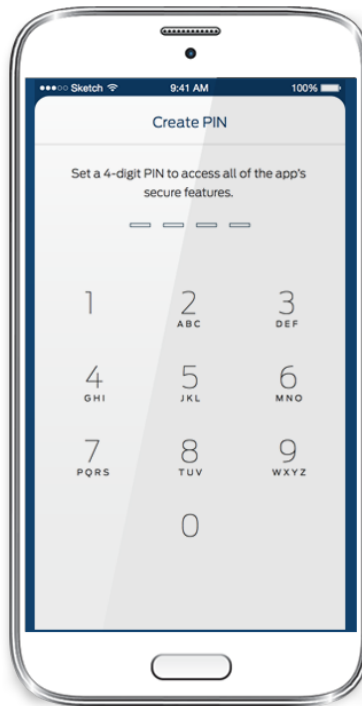 Sketch 9:41 AM 100%
Create PIN
Set a 4-digit PIN to access all of the app's
secure features.
1 2 3
ABC DEF
4 5 6
GHI JKL MNO
7 8 9
PQRS TUV WXYZ
0